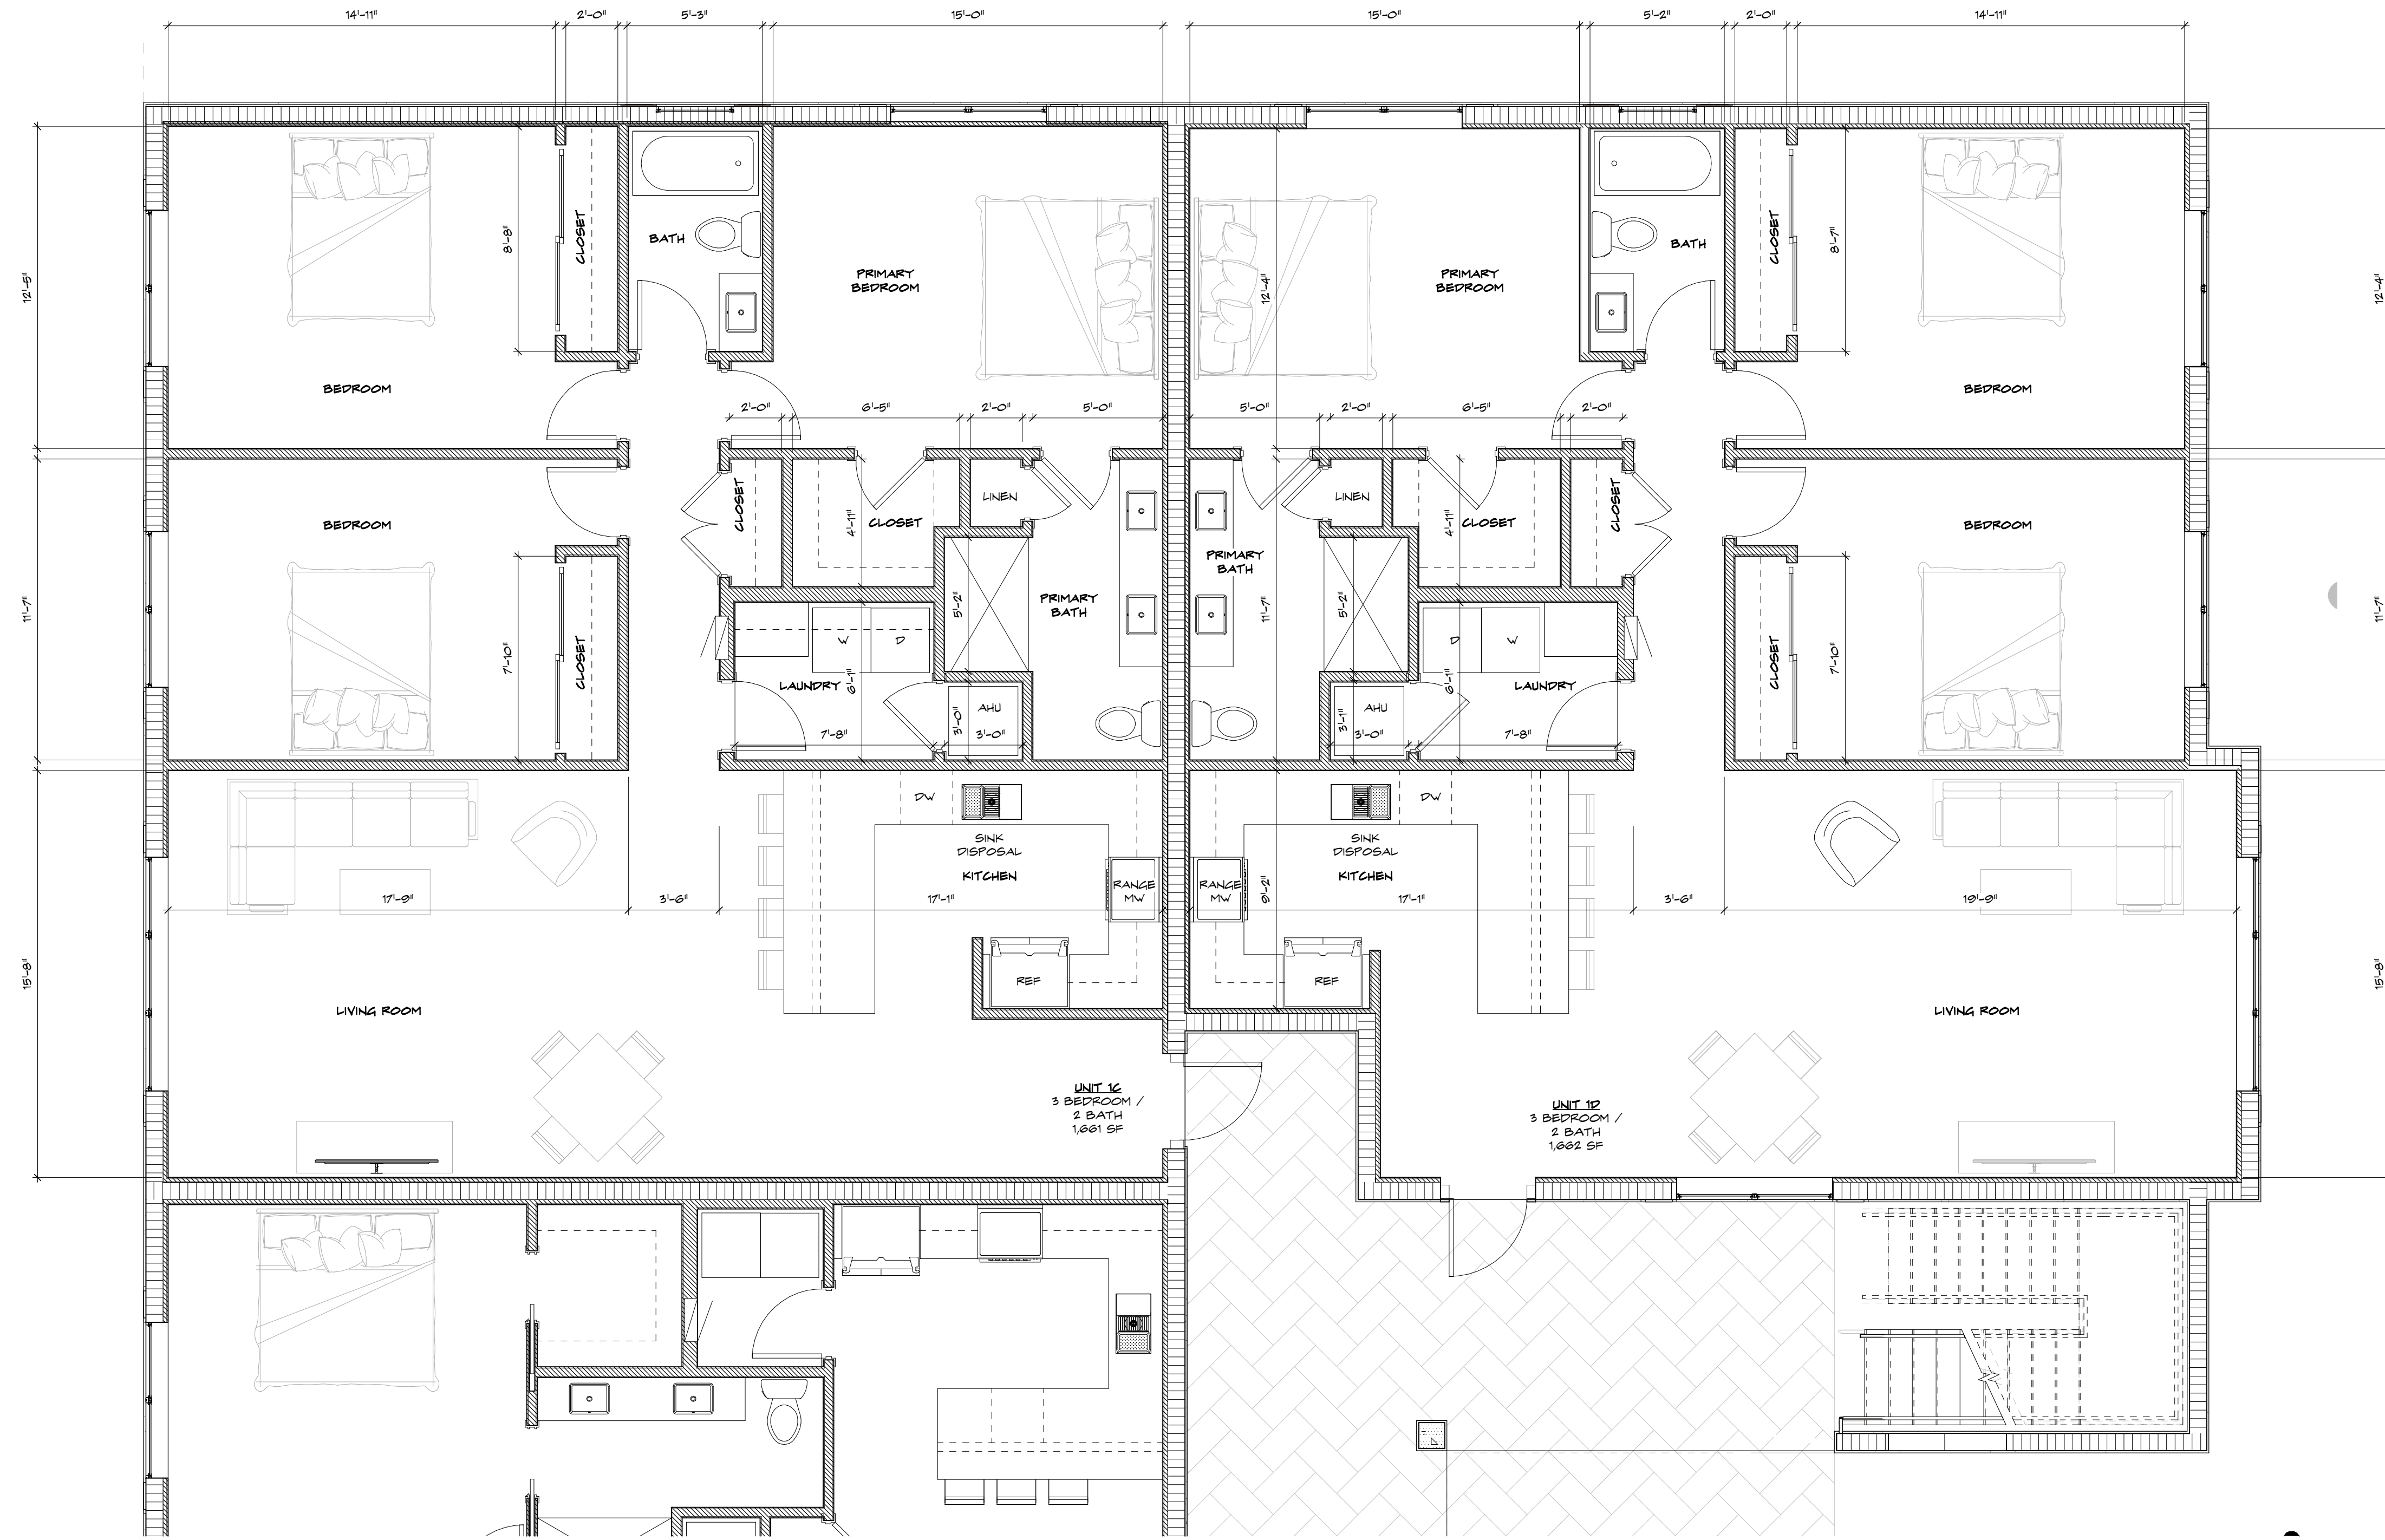 14'-11"
2'-0"
5'-3"
15'-0"
15'-0"
5'-2"
2'-0"
14'-11"
12'-5"
8'-8"
CLOSET
BATH
PRIMARY
BEDROOM
12'-4"
PRIMARY
BEDROOM
BATH
CLOSET
8'-7"
12'-4"
BEDROOM
BEDROOM
2'-0"
6'-5"
2'-0"
5'-0"
5'-0"
2'-0"
6'-5"
2'-0"
BEDROOM
CLOSET
4'-11"
CLOSET
LINEN
LINEN
4'-11"
CLOSET
CLOSET
BEDROOM
11'-7"
7'-10"
CLOSET
5'-2"
PRIMARY
BATH
PRIMARY
BATH
11'-7"
5'-2"
CLOSET
7'-10"
11'-7"
W
D
D
W
LAUNDRY
6'-1"
AHU
3'-0"
7'-8"
3'-0"
AHU
3'-1"
3'-0"
6'-1"
LAUNDRY
7'-8"
DW
SINK
DISPOSAL
KITCHEN
RANGE
MW
RANGE
MW
DW
SINK
DISPOSAL
KITCHEN
9'-2"
17'-9"
3'-6"
17'-1"
17'-1"
3'-6"
19'-9"
15'-8"
REF
REF
15'-8"
LIVING ROOM
LIVING ROOM
UNIT 1C
3 BEDROOM /
2 BATH
1,661 SF
UNIT 1D
3 BEDROOM /
2 BATH
1,662 SF